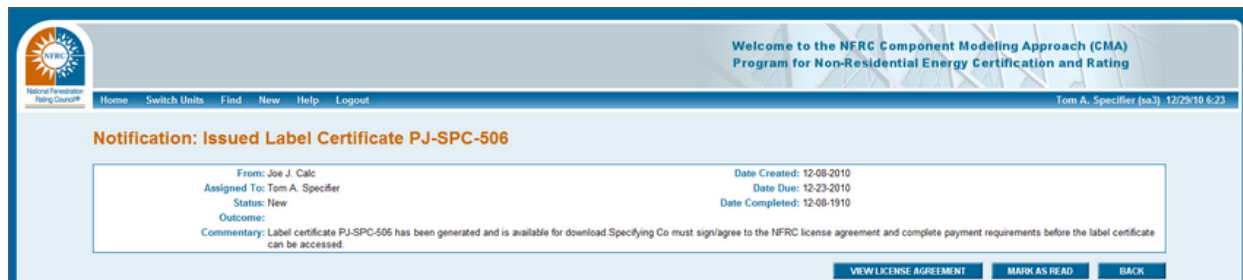 Welcome to the NFRC Component Modeling Approach (CMA)
Program for Non-Residential Energy Certification and Rating
NFRC
National Fenestration
Rating Council®
Home Switch Units Find New Help Logout
Tom A. Specifier (sa3) 12/29/10 6:23
Notification: Issued Label Certificate PJ-SPC-506
From: Joe J. Calc
Date Created: 12-08-2010
Assigned To: Tom A. Specifier
Date Due: 12-23-2010
Status: New
Date Completed: 12-08-1910
Outcome:
Commentary: Label certificate PJ-SPC-506 has been generated and is available for download.Specifying Co must sign/agree to the NFRC license agreement and complete payment requirements before the label certificate
can be accessed.
VIEW LICENSE AGREEMENT MARK AS READ BACK